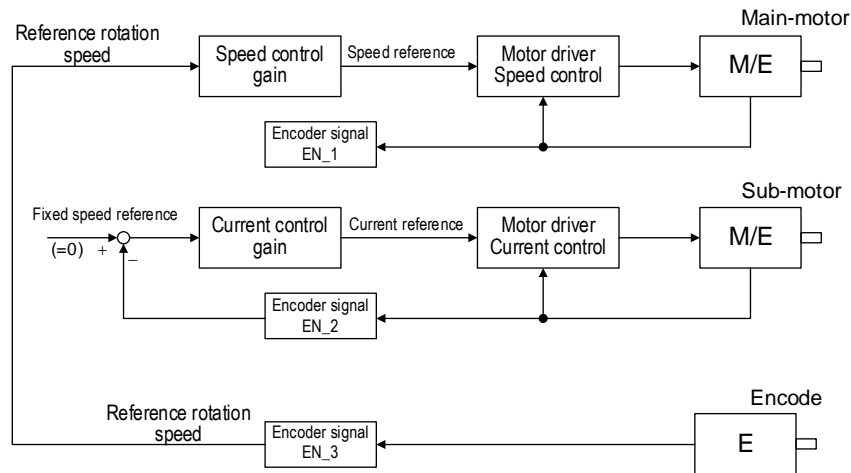 Reference rotation
speed
Speed control
gain
Speed reference
Motor driver
Speed control
Main-motor
M/E
Encoder signal
EN_1
Fixed speed reference
(=0) + −
Current control
gain
Current reference
Motor driver
Current control
Sub-motor
M/E
Encoder signal
EN_2
Reference rotation
speed
Encoder signal
EN_3
Encode
E